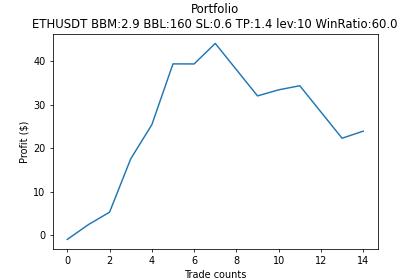 Portfolio
ETHUSDT BBM:2.9 BBL:160 SL:0.6 TP:1.4 lev:10 WinRatio:60.0
40
30
20
10
0
Profit ($)
0 2 4 6 8 10 12 14
Trade counts